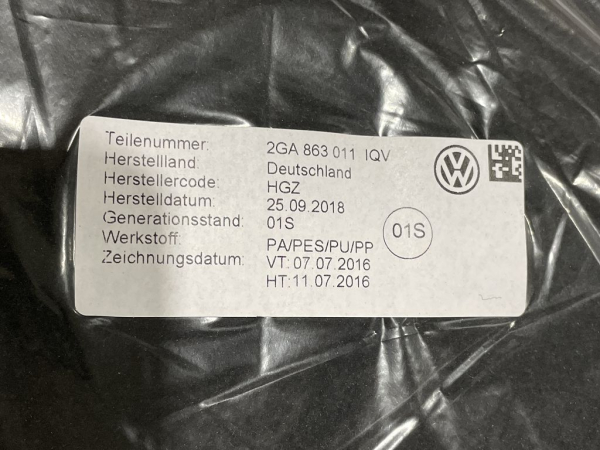 Teilenummer: 2GA 863 011 IQV
Herstellland: Deutschland
Herstellercode: HGZ
Herstelldatum: 25.09.2018
Generationsstand: 01S
Werkstoff: PA/PES/PU/PP
Zeichnungsdatum: VT:07.07.2016
HT:11.07.2016
01S